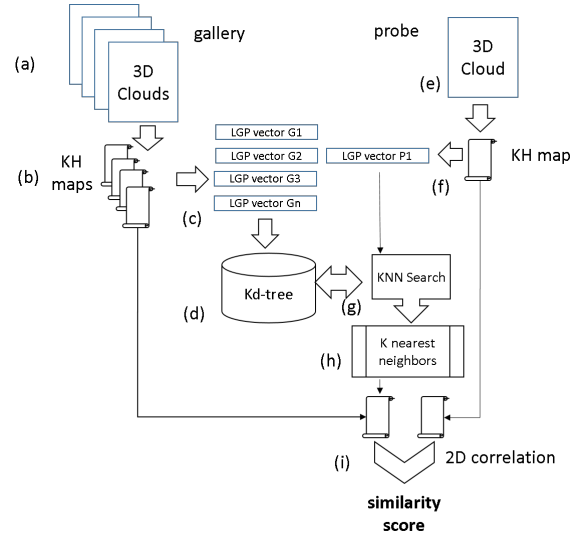 gallery
probe
(a)
3D
Clouds
3D
Cloud
(e)
(b)
KH
maps
LGP vector G1
LGP vector G2
LGP vector G3
LGP vector Gn
(c)
LGP vector P1
(f)
KH map
Kd-tree
(d)
(g)
KNN Search
(h)
K nearest
neighbors
(i)
2D correlation
similarity
score